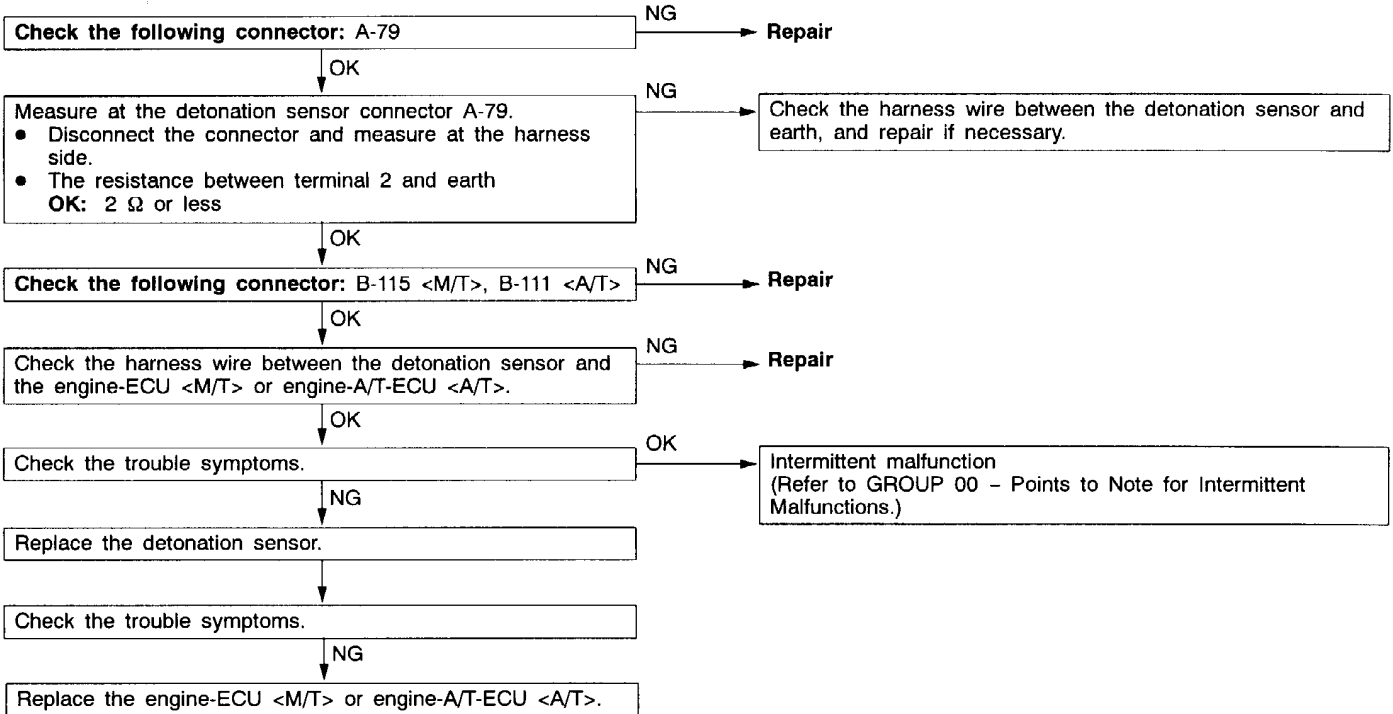 Check the following connector: A-79
NG
Repair
OK
Measure at the detonation sensor connector A-79.
● Disconnect the connector and measure at the harness
side.
● The resistance between terminal 2 and earth
OK: 2 Ω or less
NG
Check the harness wire between the detonation sensor and
earth, and repair if necessary.
OK
Check the following connector: B-115 <M/T>, B-111 <A/T>
NG
Repair
OK
Check the harness wire between the detonation sensor and
the engine-ECU <M/T> or engine-A/T-ECU <A/T>.
NG
Repair
OK
Check the trouble symptoms.
OK
Intermittent malfunction
(Refer to GROUP 00 – Points to Note for Intermittent
Malfunctions.)
NG
Replace the detonation sensor.
Check the trouble symptoms.
NG
Replace the engine-ECU <M/T> or engine-A/T-ECU <A/T>.